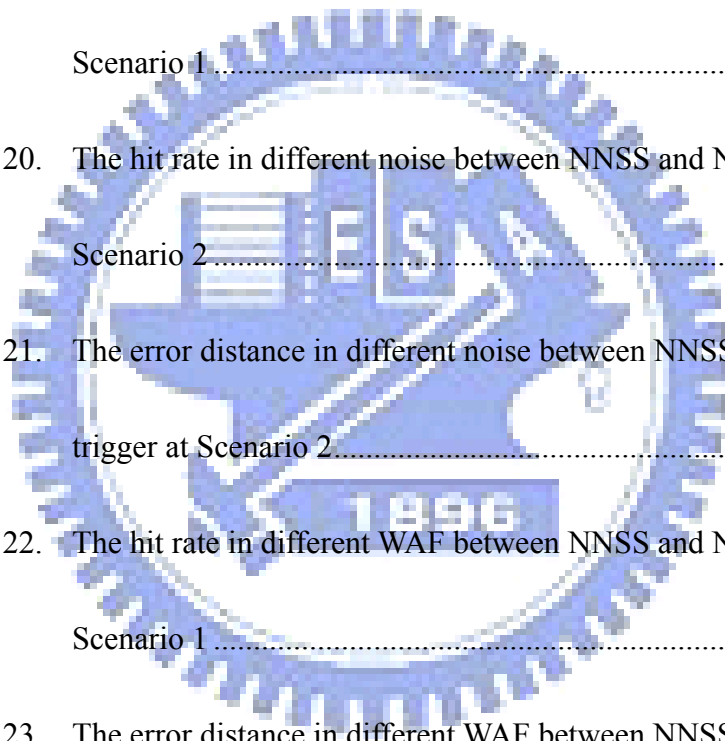 Scenario 1
20. The hit rate in different noise between NNSS and
Scenario 2
21. The error distance in different noise between NNSS
trigger at Scenario 2
22. The hit rate in different WAF between NNSS and
Scenario 1
23. The error distance in different WAF between NNSS
E S A
1896